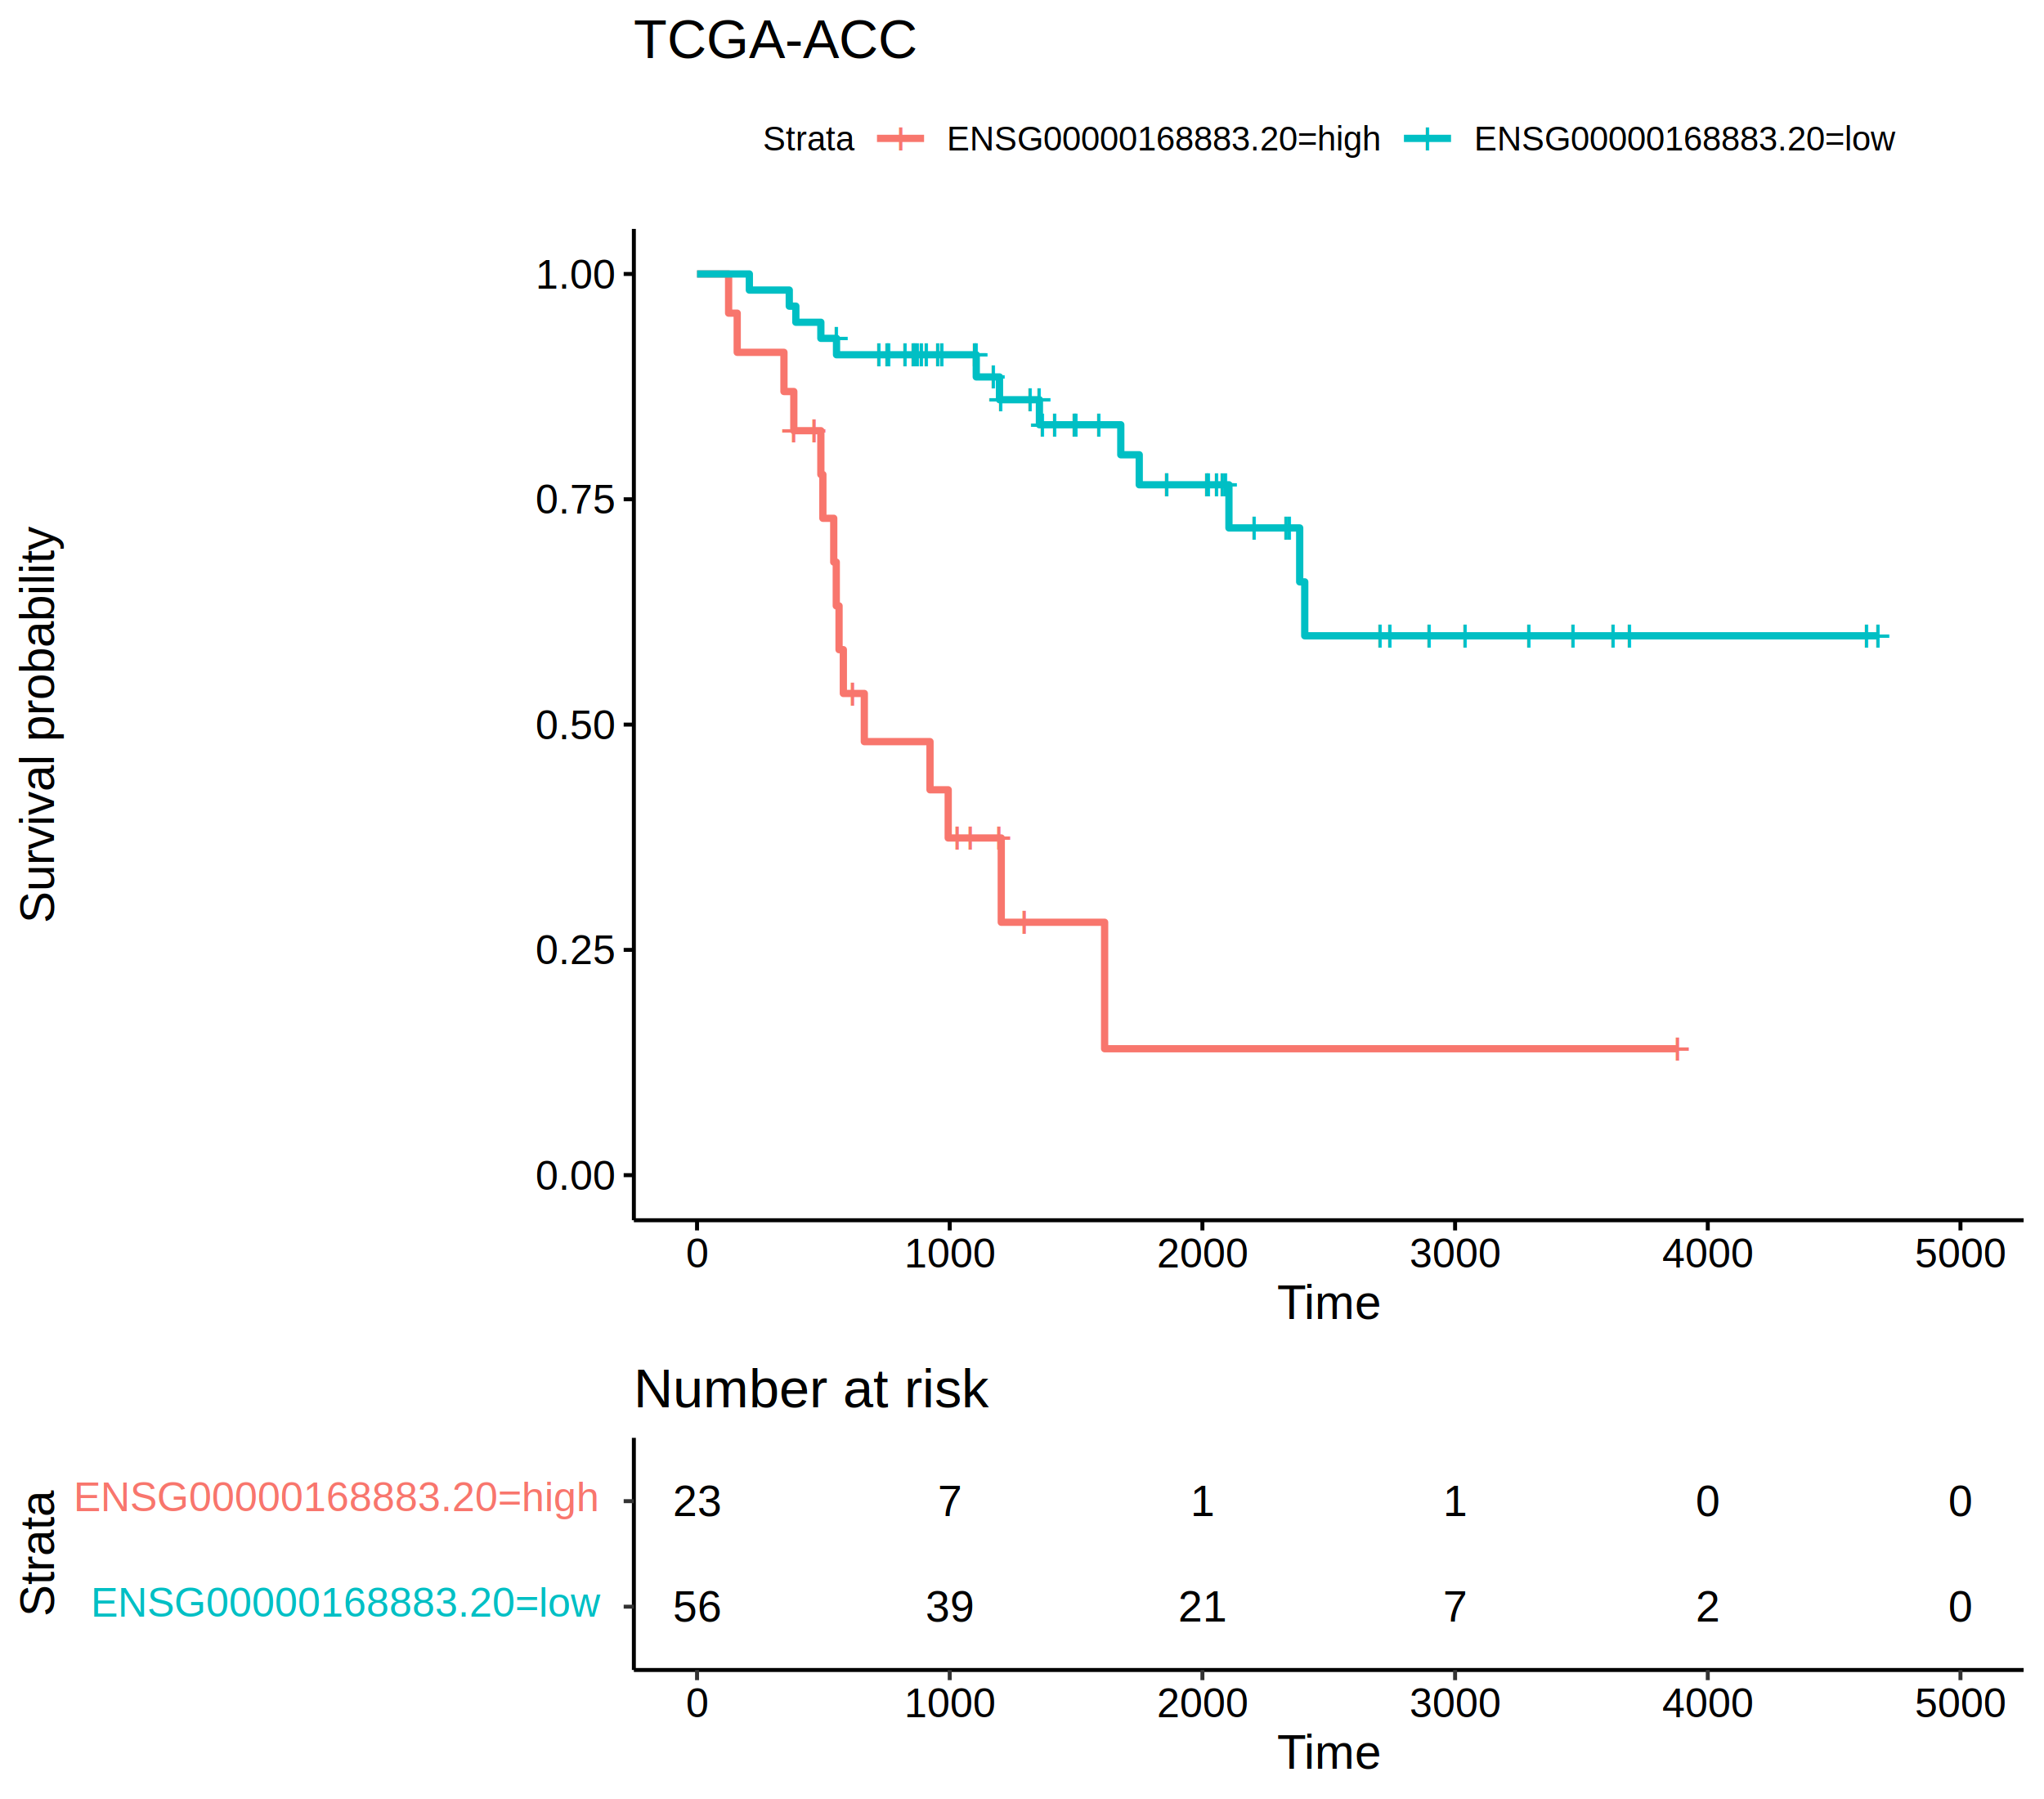 TCGA-ACC
Strata ENSG00000168883.20=high ENSG00000168883.20=low
Survival probability
1.00
0.75
0.50
0.25
0.00
0 1000 2000 3000 4000 5000
Time
Number at risk
Strata
ENSG00000168883.20=high 23 7 1 1 0 0
ENSG00000168883.20=low 56 39 21 7 2 0
0 1000 2000 3000 4000 5000
Time